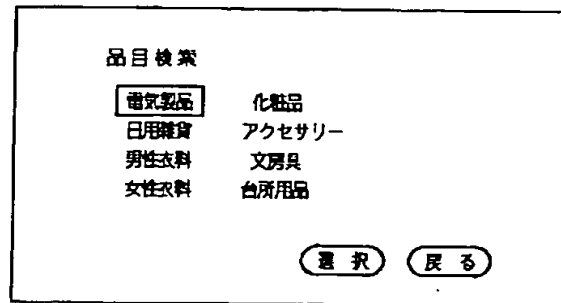 品目検索
電気製品 化粧品
日用雑貨 アクセサリー
男性衣料 文房具
女性衣料 台所用品
選択 戻る